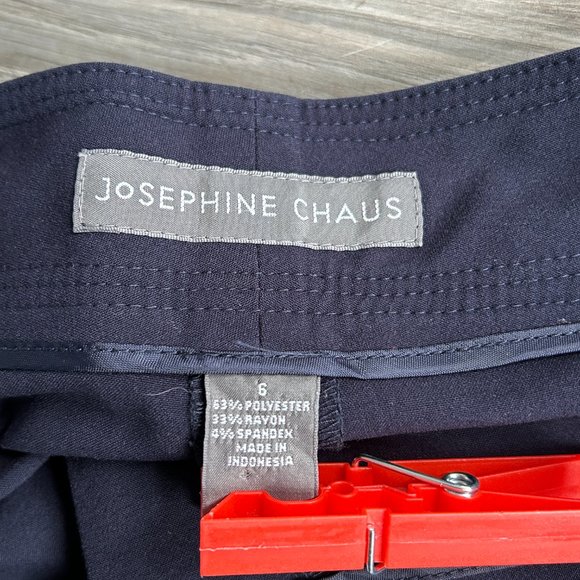 JoSEPHINE CHAUS
6
63% POLYESTER
33% RAYON
4% SPANDEX
MADE IN
INDONESIA